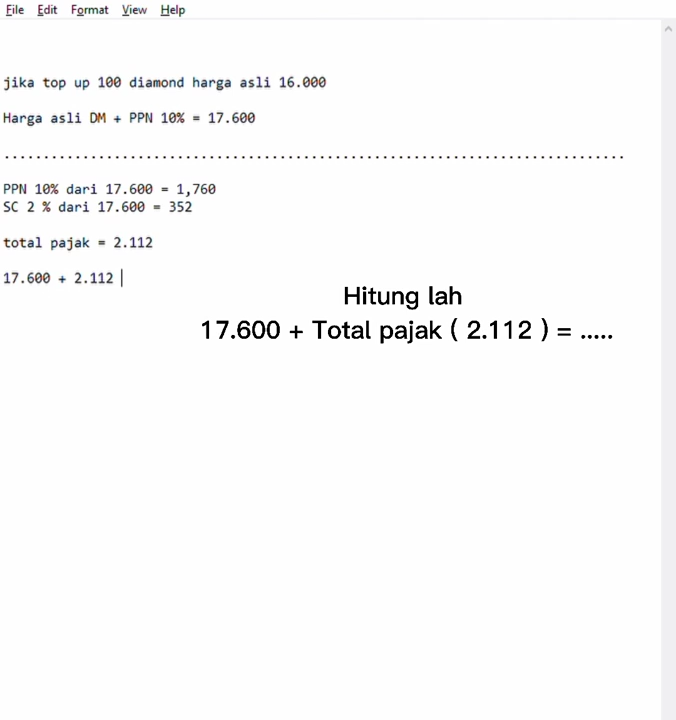 File Edit Format View Help
jika top up 100 diamond harga asli 16.000
Harga asli DM + PPN 10% = 17.600
...............................................................................
PPN 10% dari 17.600 = 1,760
SC 2 % dari 17.600 = 352
total pajak = 2.112
17.600 + 2.112
Hitung lah
17.600 + Total pajak ( 2.112 ) = .....